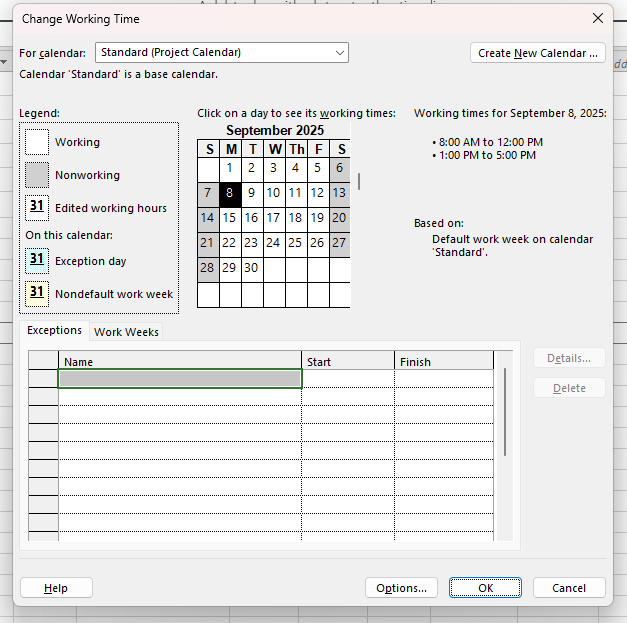 Change Working Time
For calendar: Standard (Project Calendar)
Create New Calendar ...
Calendar 'Standard' is a base calendar.
Legend:
Working
Nonworking
31 Edited working hours
On this calendar:
31 Exception day
31 Nondefault work week
Click on a day to see its working times:
September 2025
S M T W Th F S
1 2 3 4 5 6
7 8 9 10 11 12 13
14 15 16 17 18 19 20
21 22 23 24 25 26 27
28 29 30
Working times for September 8, 2025:
• 8:00 AM to 12:00 PM
• 1:00 PM to 5:00 PM
Based on:
Default work week on calendar
'Standard'.
Exceptions Work Weeks
Name Start Finish
Details...
Delete
Help
Options...
OK
Cancel